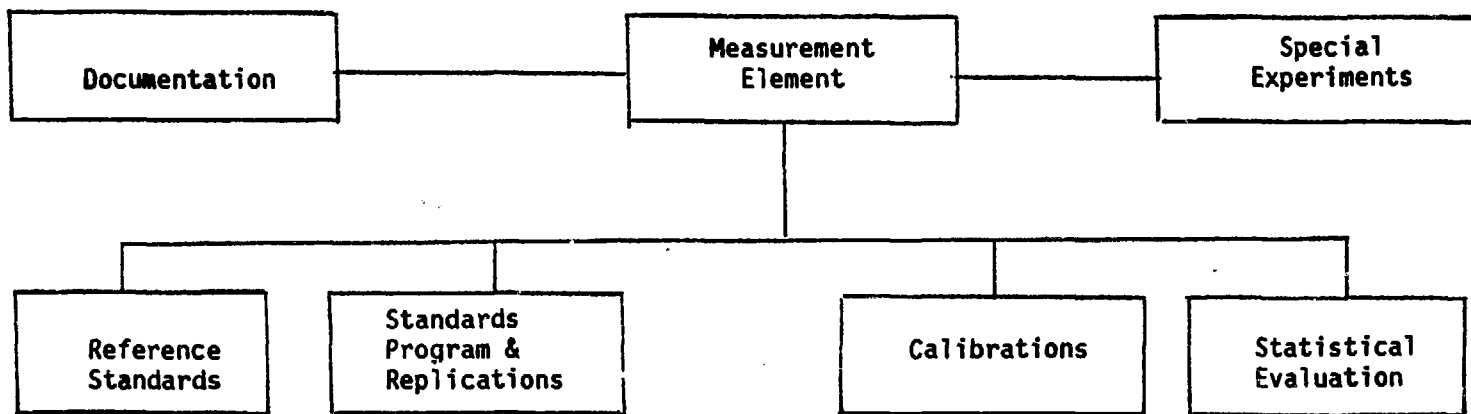 Documentation
Measurement
Element
Special
Experiments
Reference
Standards
Standards
Program &
Replications
Calibrations
Statistical
Evaluation